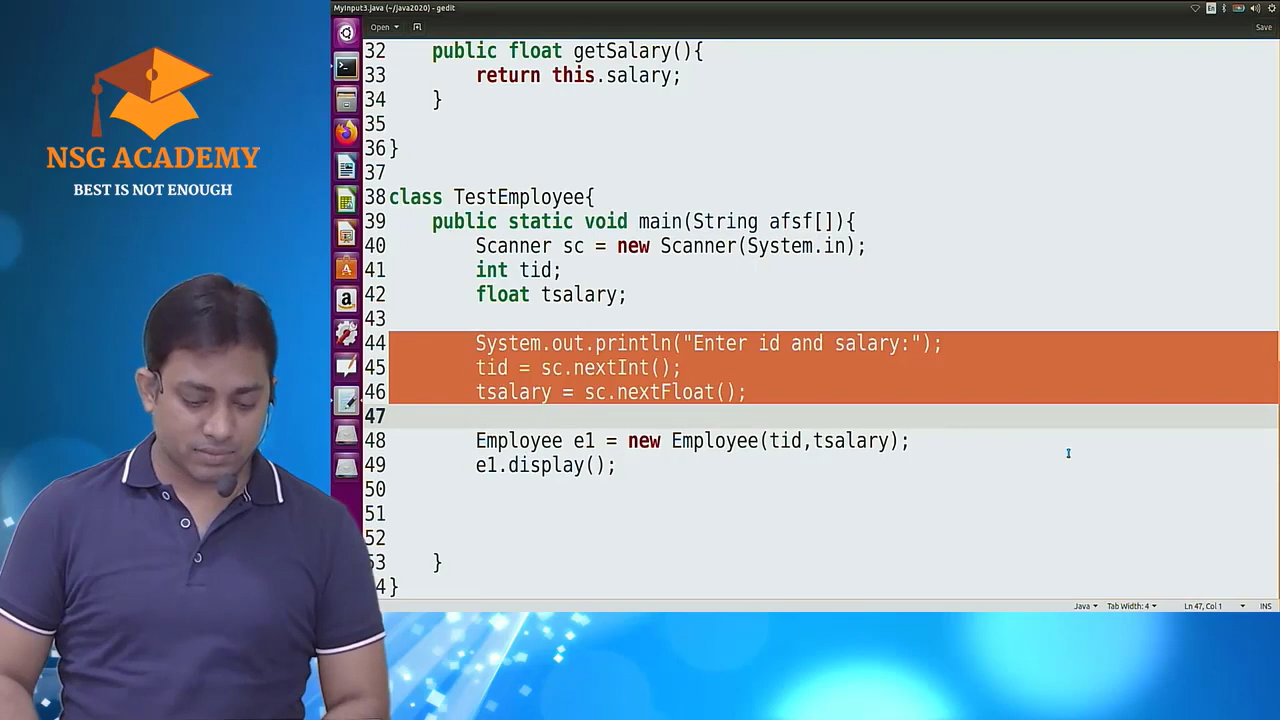 MyInput3.java (~/Java2020) - gedit
En
Open
Save
NSG ACADEMY
BEST IS NOT ENOUGH
32 public float getSalary(){
33 return this.salary;
34 }
35
36 }
37
38 class TestEmployee{
39 public static void main(String afsf[]){
40 Scanner sc = new Scanner(System.in);
41 int tid;
42 float tsalary;
43
44 System.out.println("Enter id and salary:");
45 tid = sc.nextInt();
46 tsalary = sc.nextFloat();
47
48 Employee e1 = new Employee(tid,tsalary);
49 e1.display();
50
51
52
53 }
4 }
Java Tab Width: 4 Ln 47, Col 1 INS